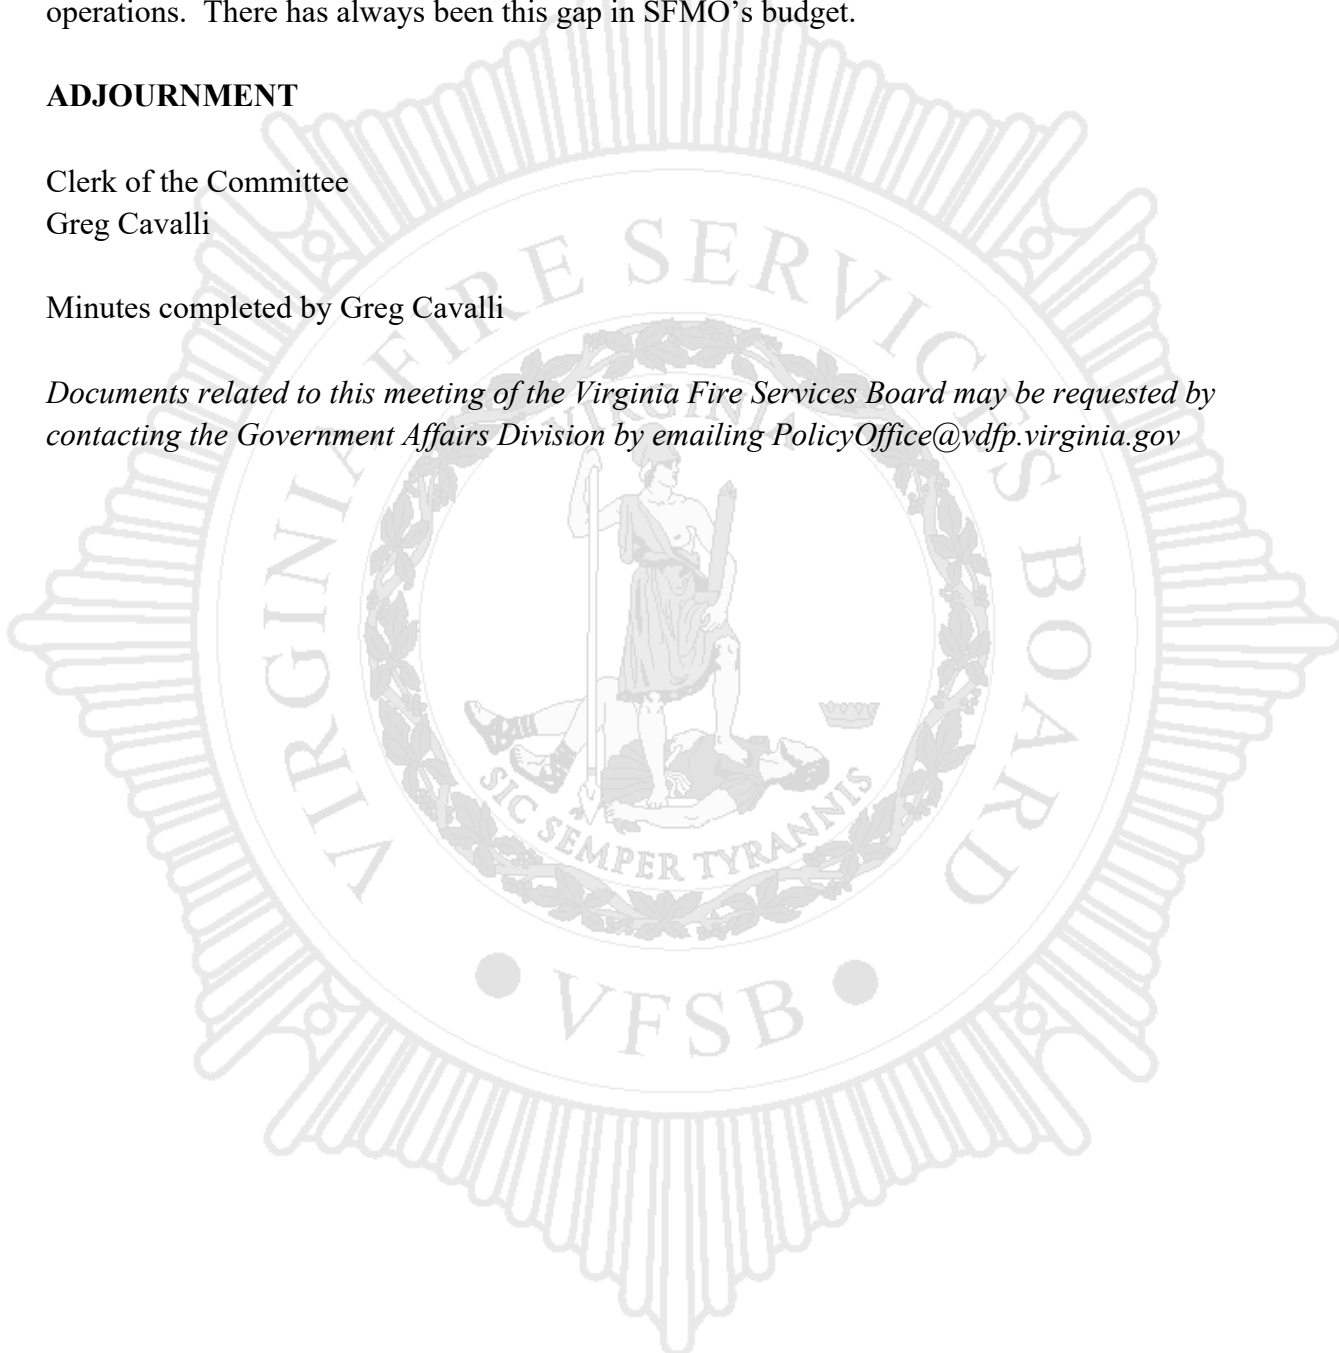 operations.  There has always been this gap in SFMO’s budget.
ADJOURNMENT
Clerk of the Committee
Greg Cavalli
Minutes completed by Greg Cavalli
Documents related to this meeting of the Virginia Fire Services Board may be requested by
contacting the Government Affairs Division by emailing PolicyOffice@vdfp.virginia.gov
VIRGINIA FIRE SERVICES BOARD
VIRGINIA
SIC SEMPER TYRANNIS
• VFSB •